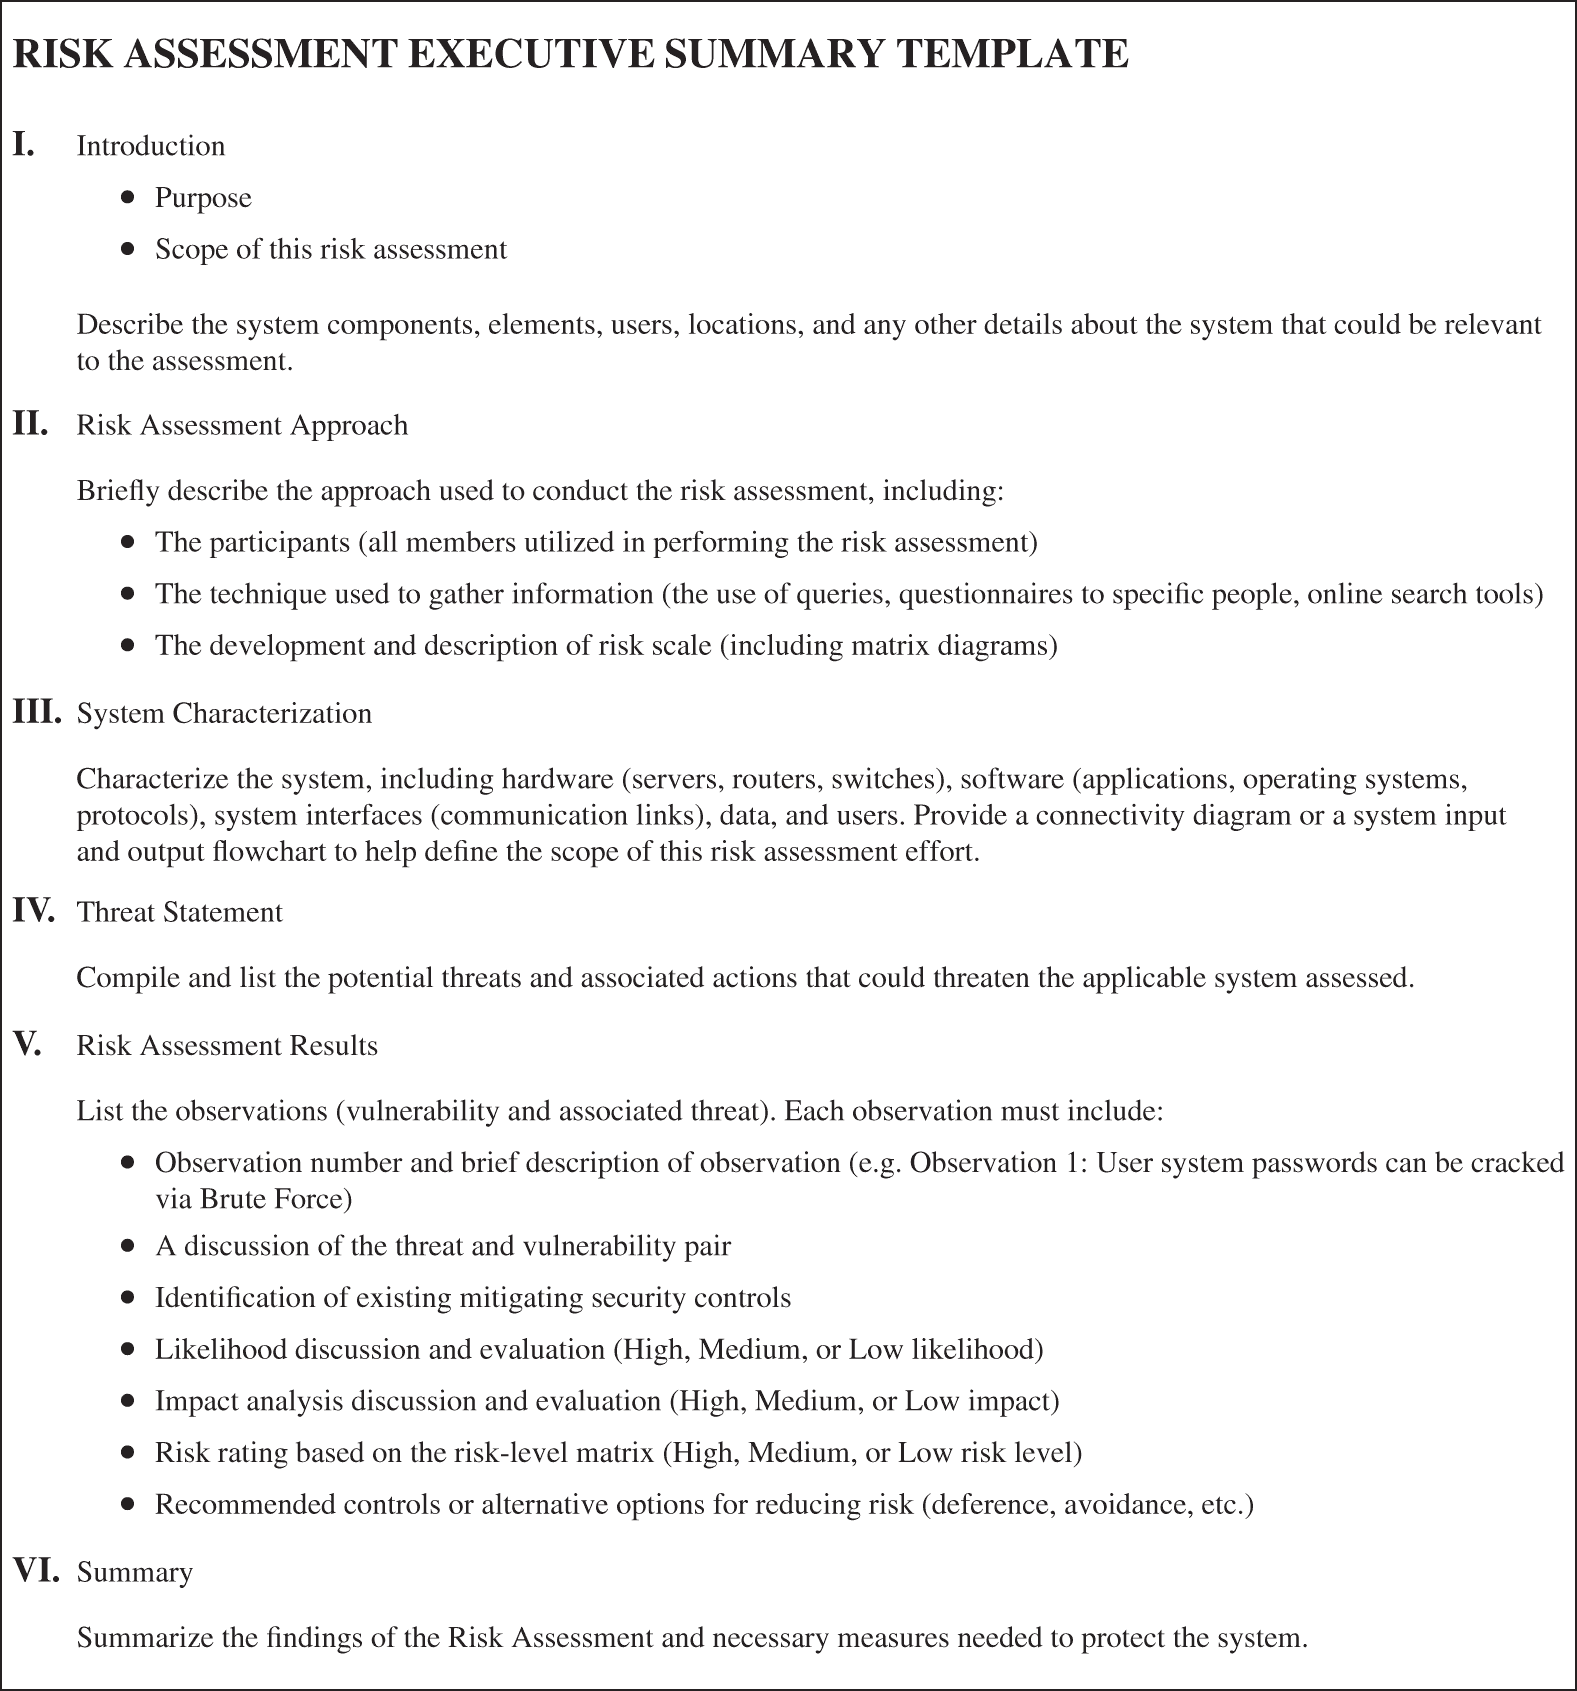 RISK ASSESSMENT EXECUTIVE SUMMARY TEMPLATE
I. Introduction
● Purpose
● Scope of this risk assessment
Describe the system components, elements, users, locations, and any other details about the system that could be relevant
to the assessment.
II. Risk Assessment Approach
Briefly describe the approach used to conduct the risk assessment, including:
● The participants (all members utilized in performing the risk assessment)
● The technique used to gather information (the use of queries, questionnaires to specific people, online search tools)
● The development and description of risk scale (including matrix diagrams)
III. System Characterization
Characterize the system, including hardware (servers, routers, switches), software (applications, operating systems,
protocols), system interfaces (communication links), data, and users. Provide a connectivity diagram or a system input
and output flowchart to help define the scope of this risk assessment effort.
IV. Threat Statement
Compile and list the potential threats and associated actions that could threaten the applicable system assessed.
V. Risk Assessment Results
List the observations (vulnerability and associated threat). Each observation must include:
● Observation number and brief description of observation (e.g. Observation 1: User system passwords can be cracked
via Brute Force)
● A discussion of the threat and vulnerability pair
● Identification of existing mitigating security controls
● Likelihood discussion and evaluation (High, Medium, or Low likelihood)
● Impact analysis discussion and evaluation (High, Medium, or Low impact)
● Risk rating based on the risk-level matrix (High, Medium, or Low risk level)
● Recommended controls or alternative options for reducing risk (deference, avoidance, etc.)
VI. Summary
Summarize the findings of the Risk Assessment and necessary measures needed to protect the system.